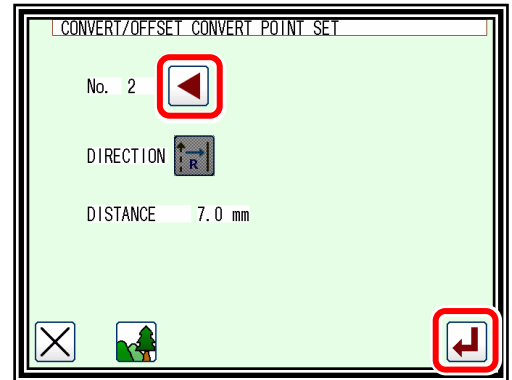 CONVERT/OFFSET CONVERT POINT SET
No. 2
DIRECTION R
DISTANCE 7.0 mm